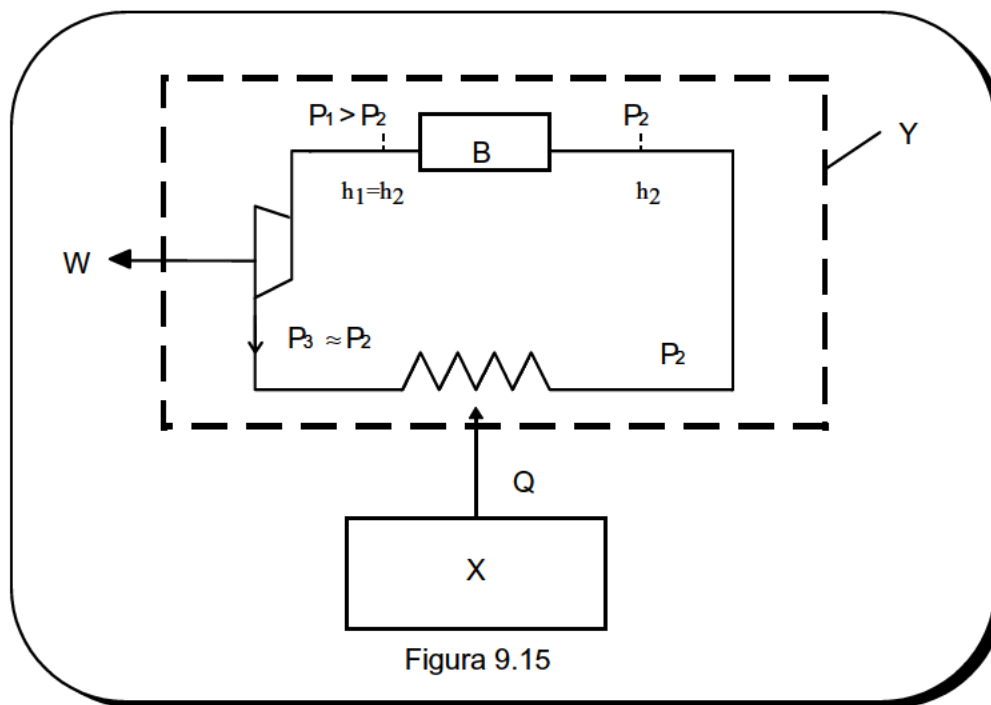 P₁ > P₂
P₂
B
Y
h₁=h₂
h₂
W
P₃ ≈ P₂
P₂
Q
X
Figura 9.15